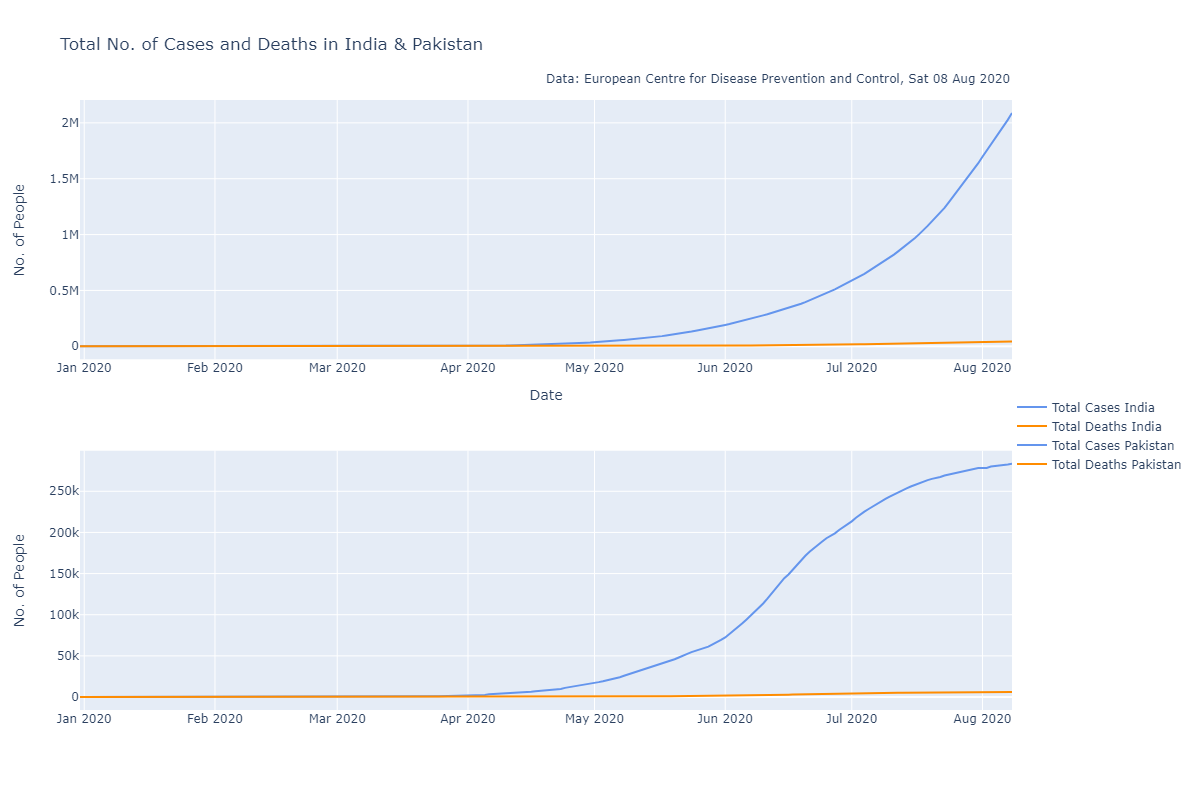 Total No. of Cases and Deaths in India & Pakistan
Data: European Centre for Disease Prevention and Control, Sat 08 Aug 2020
No. of People
2M
1.5M
1M
0.5M
0
Jan 2020 Feb 2020 Mar 2020 Apr 2020 May 2020 Jun 2020 Jul 2020 Aug 2020
Date
Total Cases India
Total Deaths India
Total Cases Pakistan
Total Deaths Pakistan
No. of People
250k
200k
150k
100k
50k
0
Jan 2020 Feb 2020 Mar 2020 Apr 2020 May 2020 Jun 2020 Jul 2020 Aug 2020